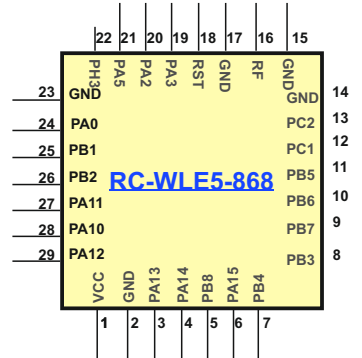 22 21 20 19 18 17 16 15
PH3 PA5 PA2 PA3 RST GND RF GND
23 GND GND 14
24 PA0 PC2 13
25 PB1 PC1 12
26 PB2 PB5 11
RC-WLE5-868
27 PA11 PB6 10
28 PA10 PB7 9
29 PA12 PB3 8
VCC GND PA13 PA14 PB8 PA15 PB4
1 2 3 4 5 6 7